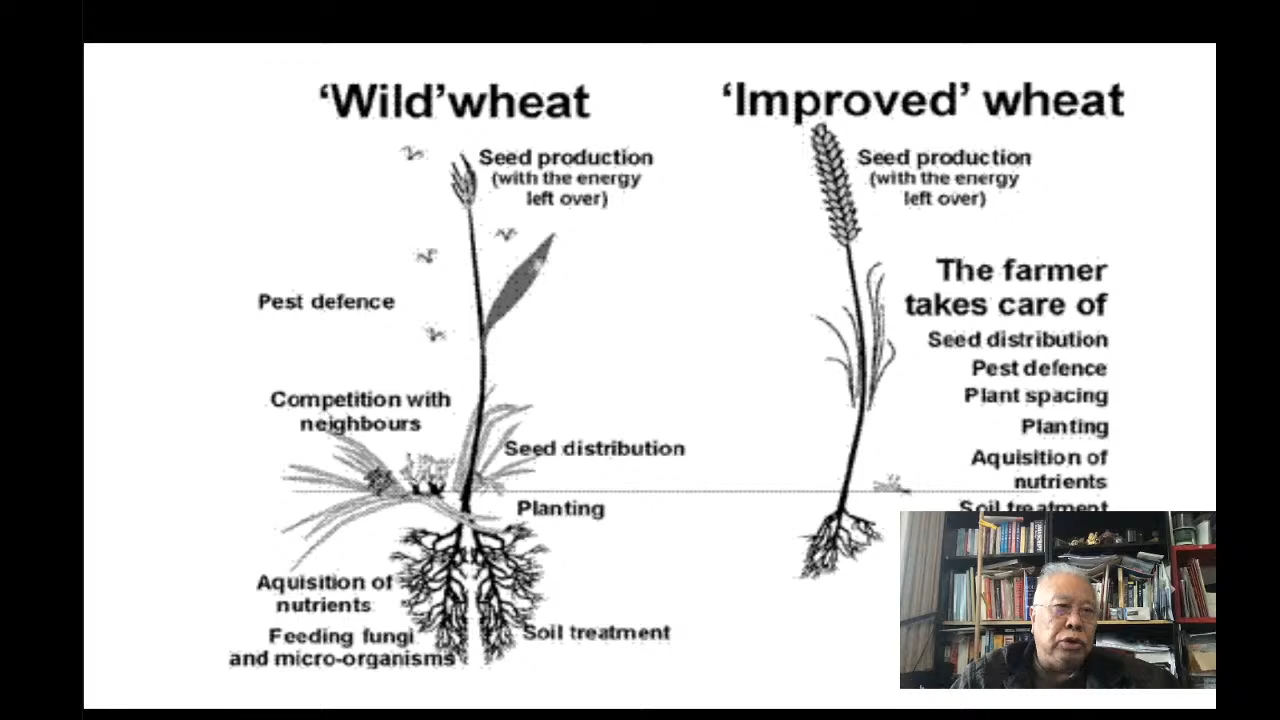 ‘Wild’wheat
Seed production
(with the energy
left over)
Pest defence
Competition with
neighbours
Seed distribution
Planting
Aquisition of
nutrients
Feeding fungi
and micro-organisms
Soil treatment
‘Improved’ wheat
Seed production
(with the energy
left over)
The farmer
takes care of
Seed distribution
Pest defence
Plant spacing
Planting
Aquisition of
nutrients
Soil treatment